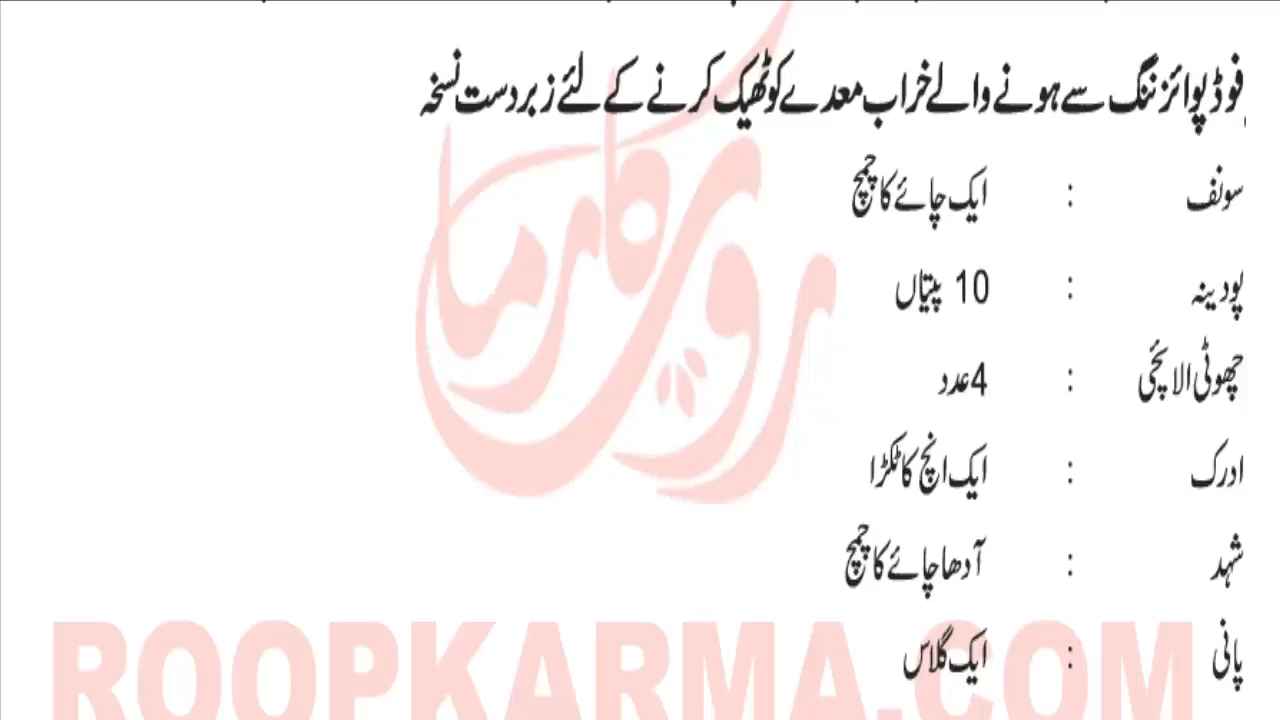 فوڈ پوائزننگ سے ہونے والے خراب معدے کو ٹھیک کرنے کے لئے زبردست نسخہ
سونف : ایک چائے کا چمچ
پودینہ : 10 پتیاں
چھوٹی الائچی : 4 عدد
ادرک : ایک انچ کا ٹکڑا
شہد : آدھا چائے کا چمچ
پانی : ایک گلاس
روپ کارما
ROOPKARMA.COM